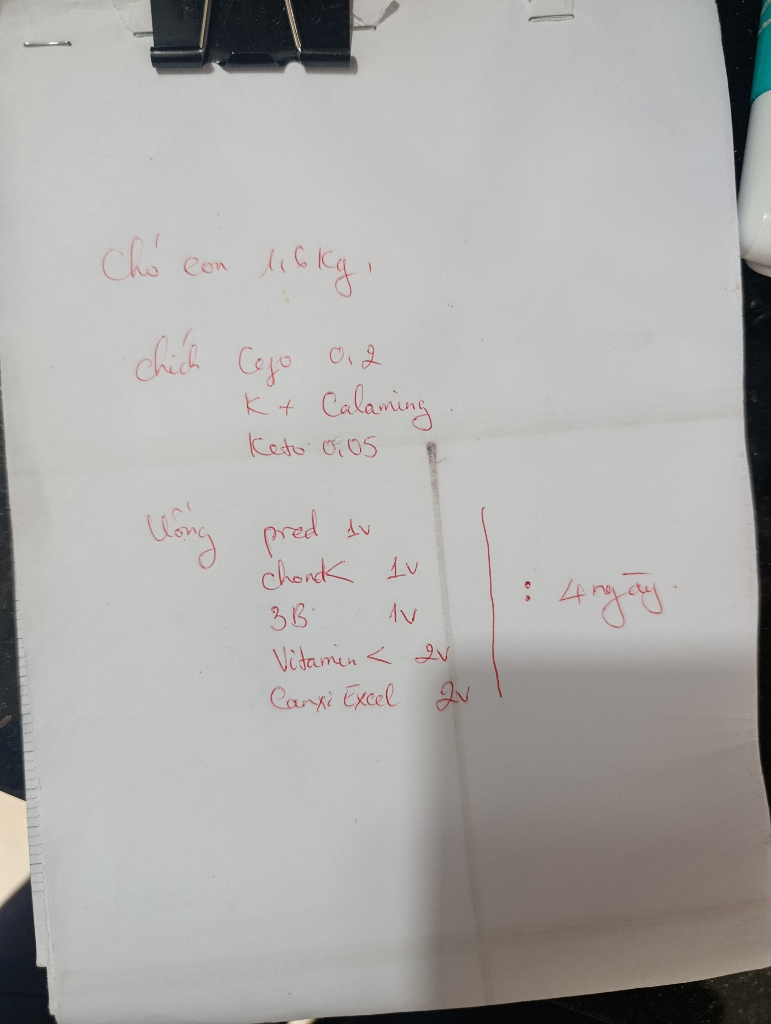 Chó con 1,6 Kg,
chích Cefo 0,2
K + Calaming.
Keto 0,05
Uống pred 1v
chondK 1v
3B 1v
Vitamin C 2v
Canxi Excel 2v
: 4 ngày.